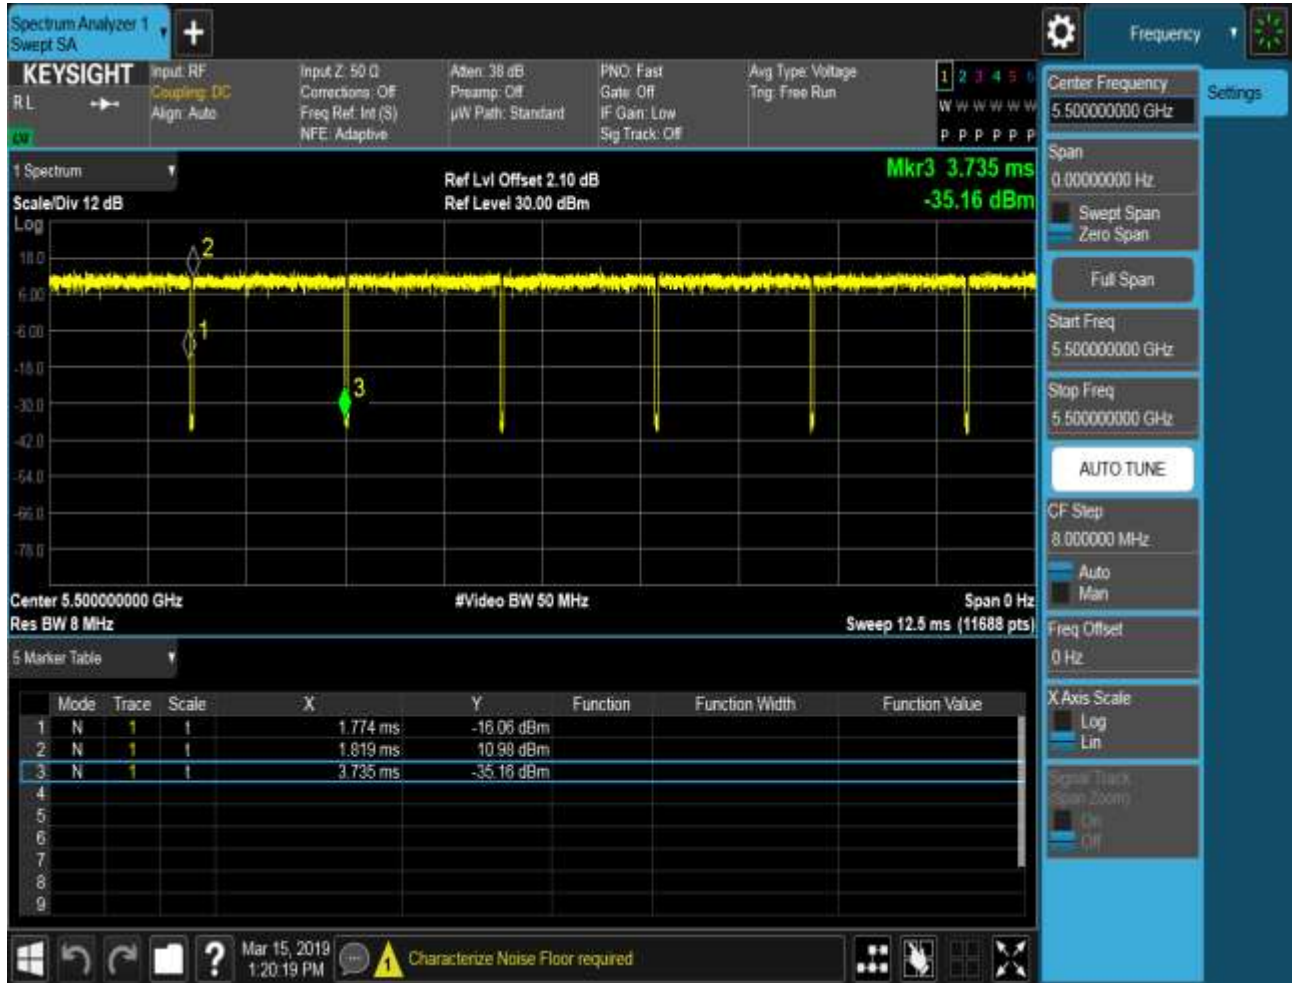 Spectrum Analyzer 1
Swept SA
Frequency
KEYSIGHT
R L
Input: RF
Coupling: DC
Align: Auto
Input Z: 50 Ω
Corrections: Off
Freq Ref: Int (S)
NFE: Adaptive
Atten: 38 dB
Preamp: Off
µW Path: Standard
PNO: Fast
Gate: Off
IF Gain: Low
Sig Track: Off
Avg Type: Voltage
Trig: Free Run
1 2 3 4 5 6
W W W W W W
P P P P P P
1 Spectrum
Scale/Div 12 dB
Ref Lvl Offset 2.10 dB
Ref Level 30.00 dBm
Mkr3 3.735 ms
-35.16 dBm
Log
18.0
6.00
-6.00
-18.0
-30.0
-42.0
-54.0
-66.0
-78.0
2
1
3
Center 5.500000000 GHz
#Video BW 50 MHz
Span 0 Hz
Res BW 8 MHz
Sweep 12.5 ms (11688 pts)
5 Marker Table
Mode Trace Scale X Y Function Function Width Function Value
1 N 1 t 1.774 ms -16.06 dBm
2 N 1 t 1.819 ms 10.98 dBm
3 N 1 t 3.735 ms -35.16 dBm
4
5
6
7
8
9
Mar 15, 2019
1:20:19 PM
1
Characterize Noise Floor required
Center Frequency
5.500000000 GHz
Settings
Span
0.00000000 Hz
Swept Span
Zero Span
Full Span
Start Freq
5.500000000 GHz
Stop Freq
5.500000000 GHz
AUTO TUNE
CF Step
8.000000 MHz
Auto
Man
Freq Offset
0 Hz
X Axis Scale
Log
Lin
Signal Track
(Span Zoom)
On
Off